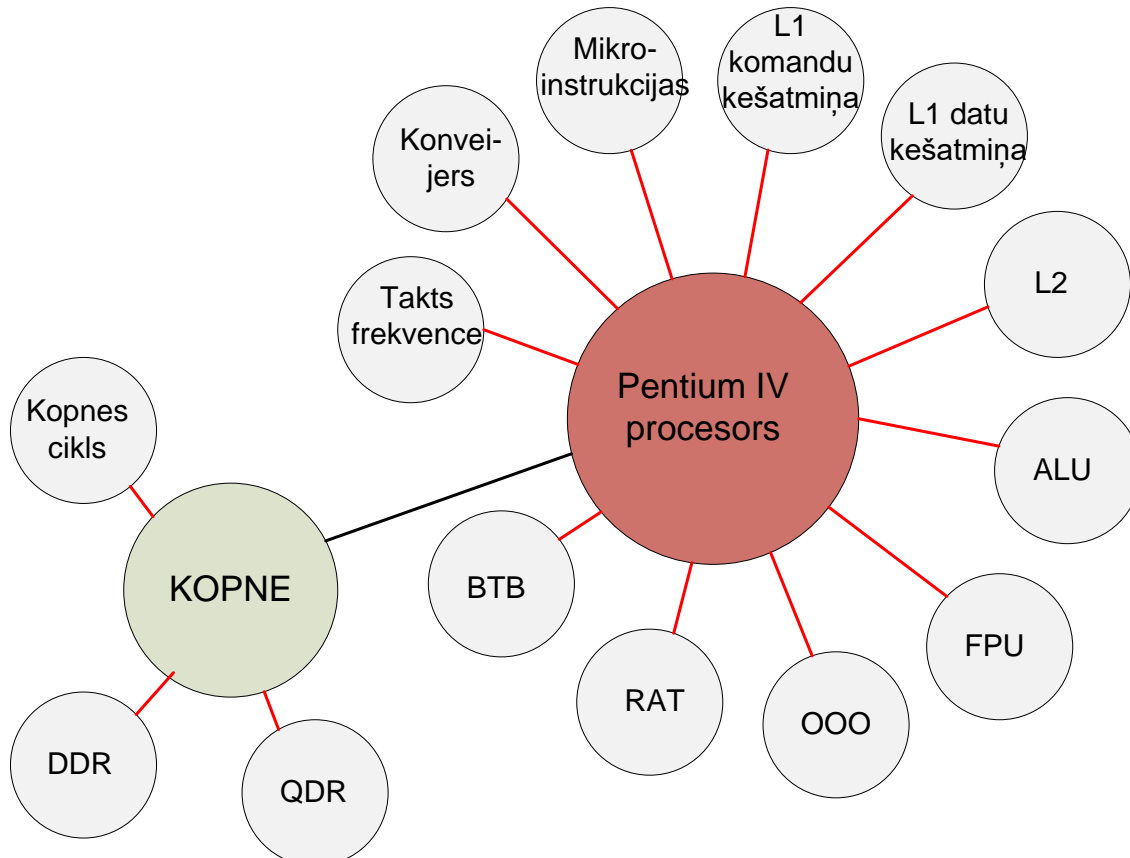 L1
komandu
kešatmiņa
Mikro-
instrukcijas
L1 datu
kešatmiņa
Konvei-
jers
L2
Takts
frekvence
Pentium IV
procesors
Kopnes
cikls
ALU
KOPNE
BTB
FPU
RAT
OOO
DDR
QDR